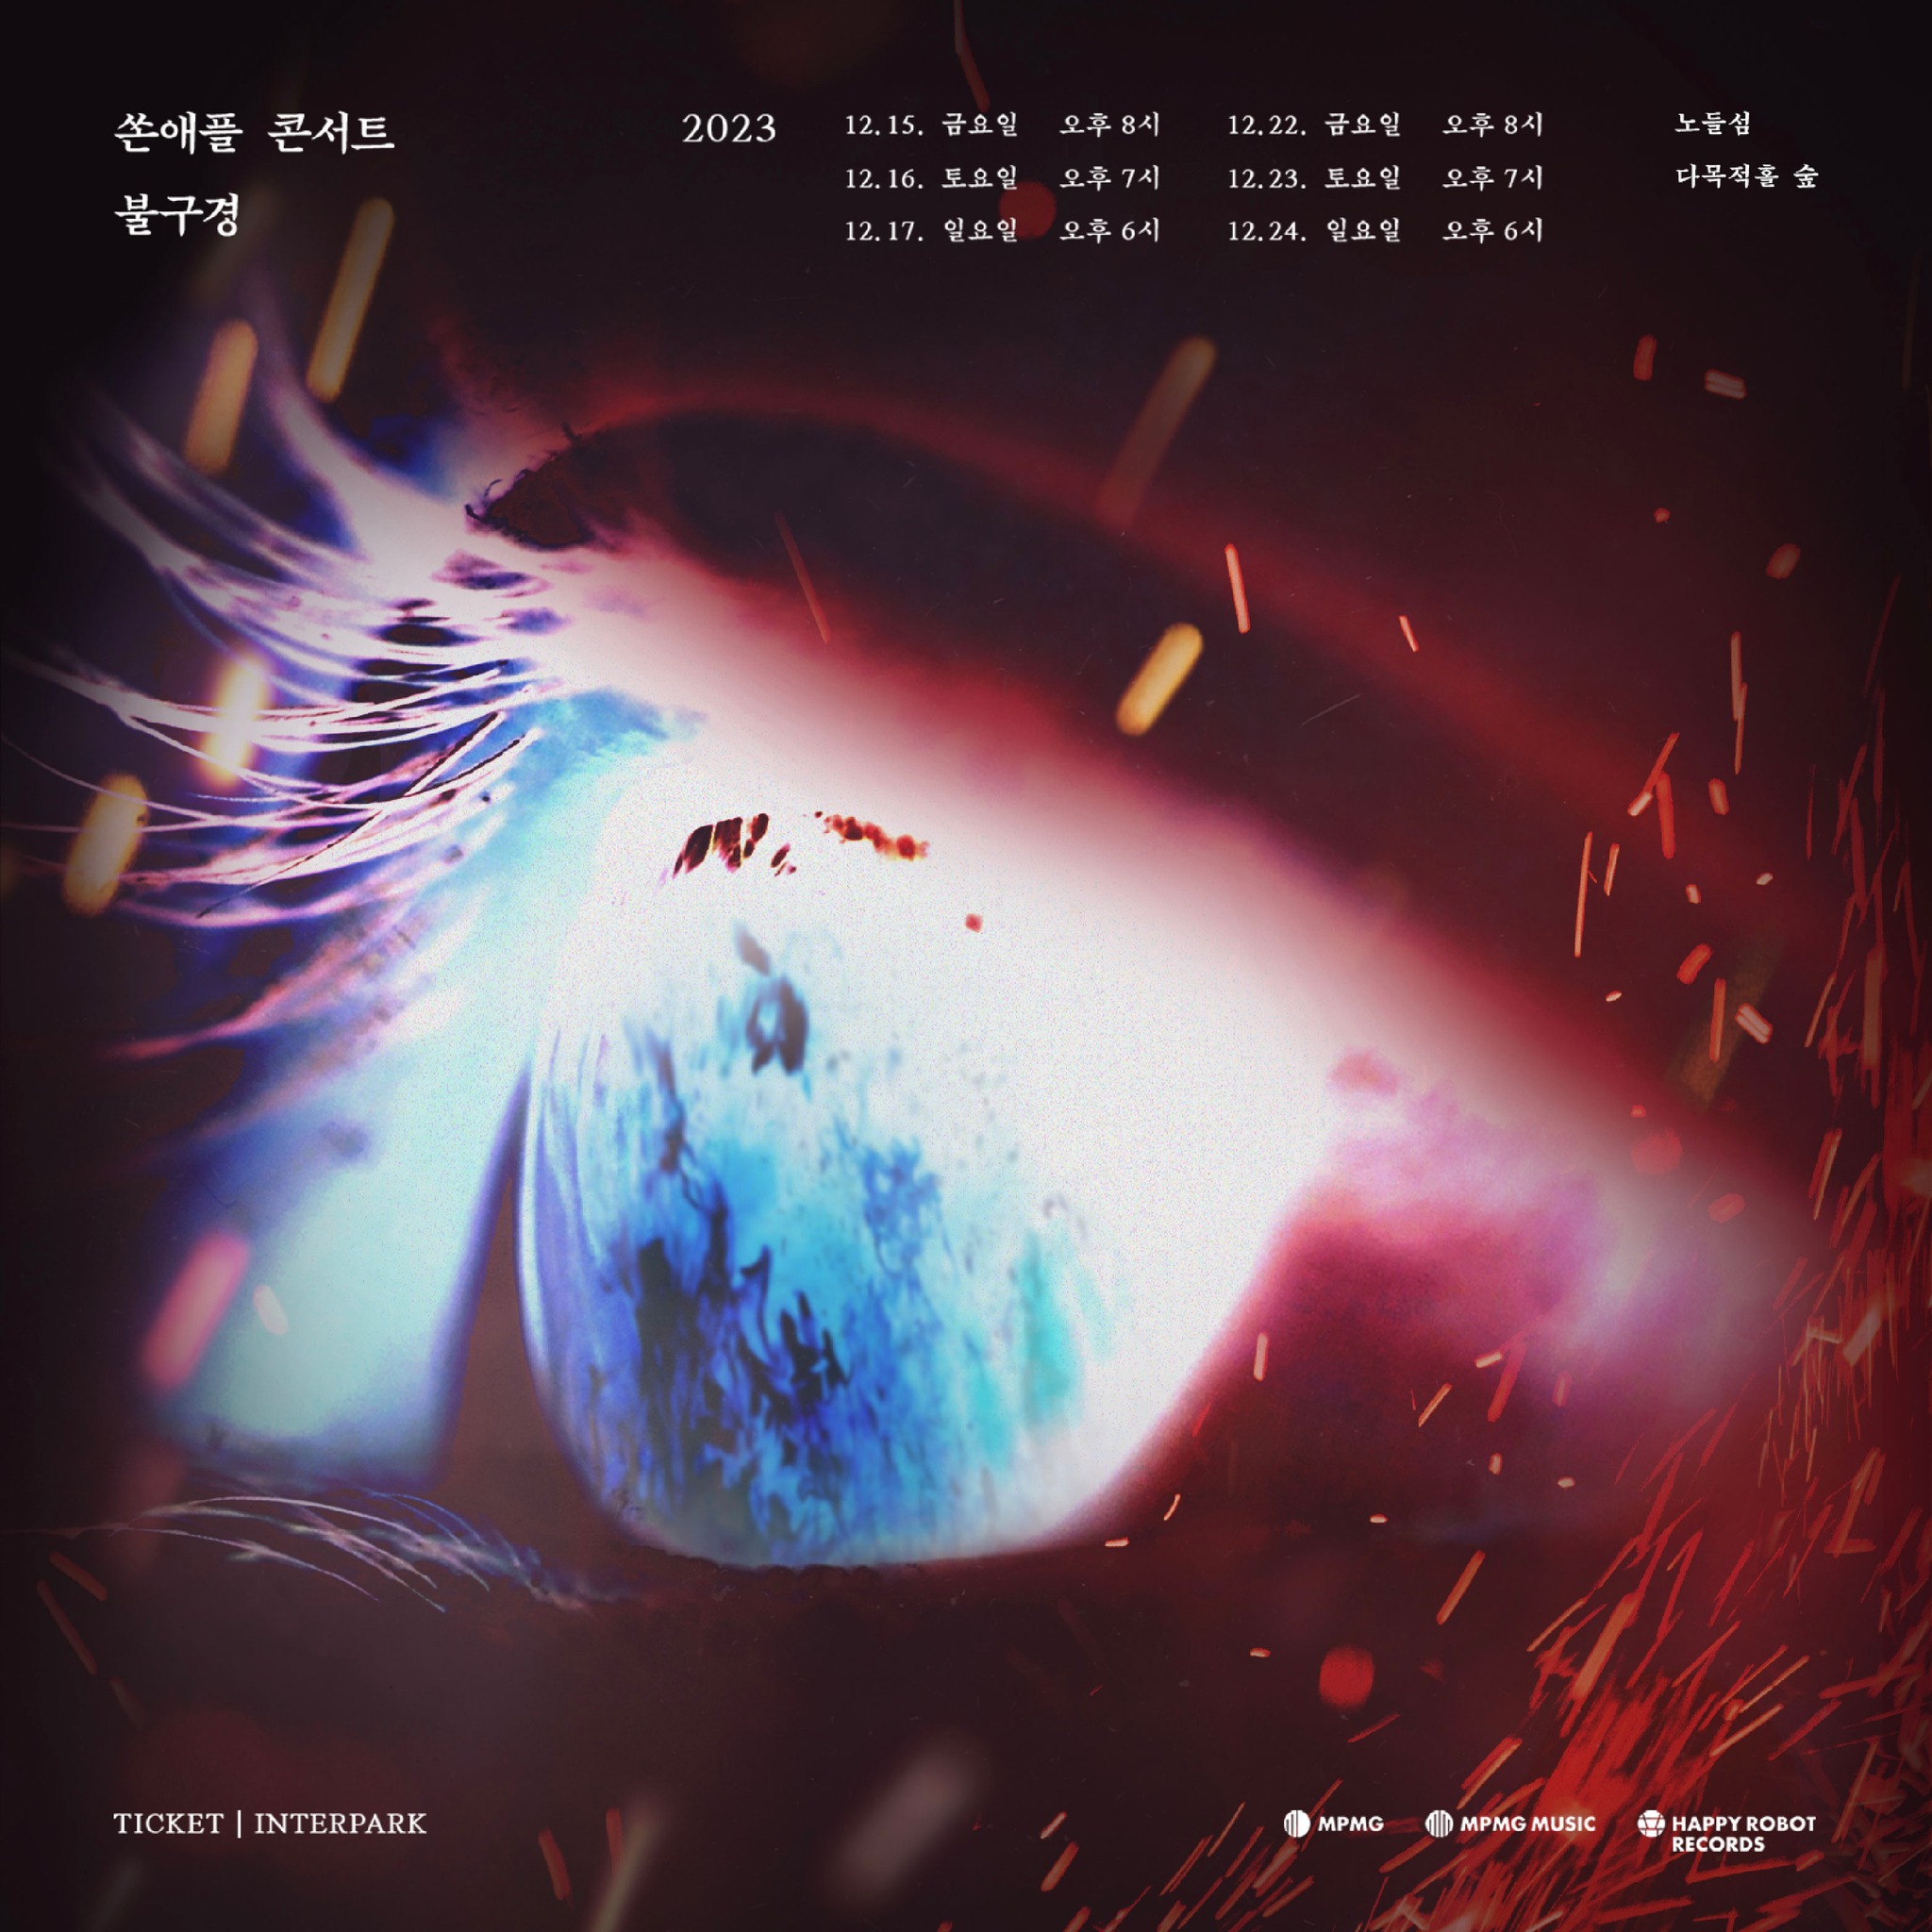 쏜애플 콘서트
불구경
2023
12.15. 금요일 오후 8시
12.16. 토요일 오후 7시
12.17. 일요일 오후 6시
12.22. 금요일 오후 8시
12.23. 토요일 오후 7시
12.24. 일요일 오후 6시
노들섬
다목적홀 숲
TICKET | INTERPARK
MPMG
MPMG MUSIC
HAPPY ROBOT
RECORDS